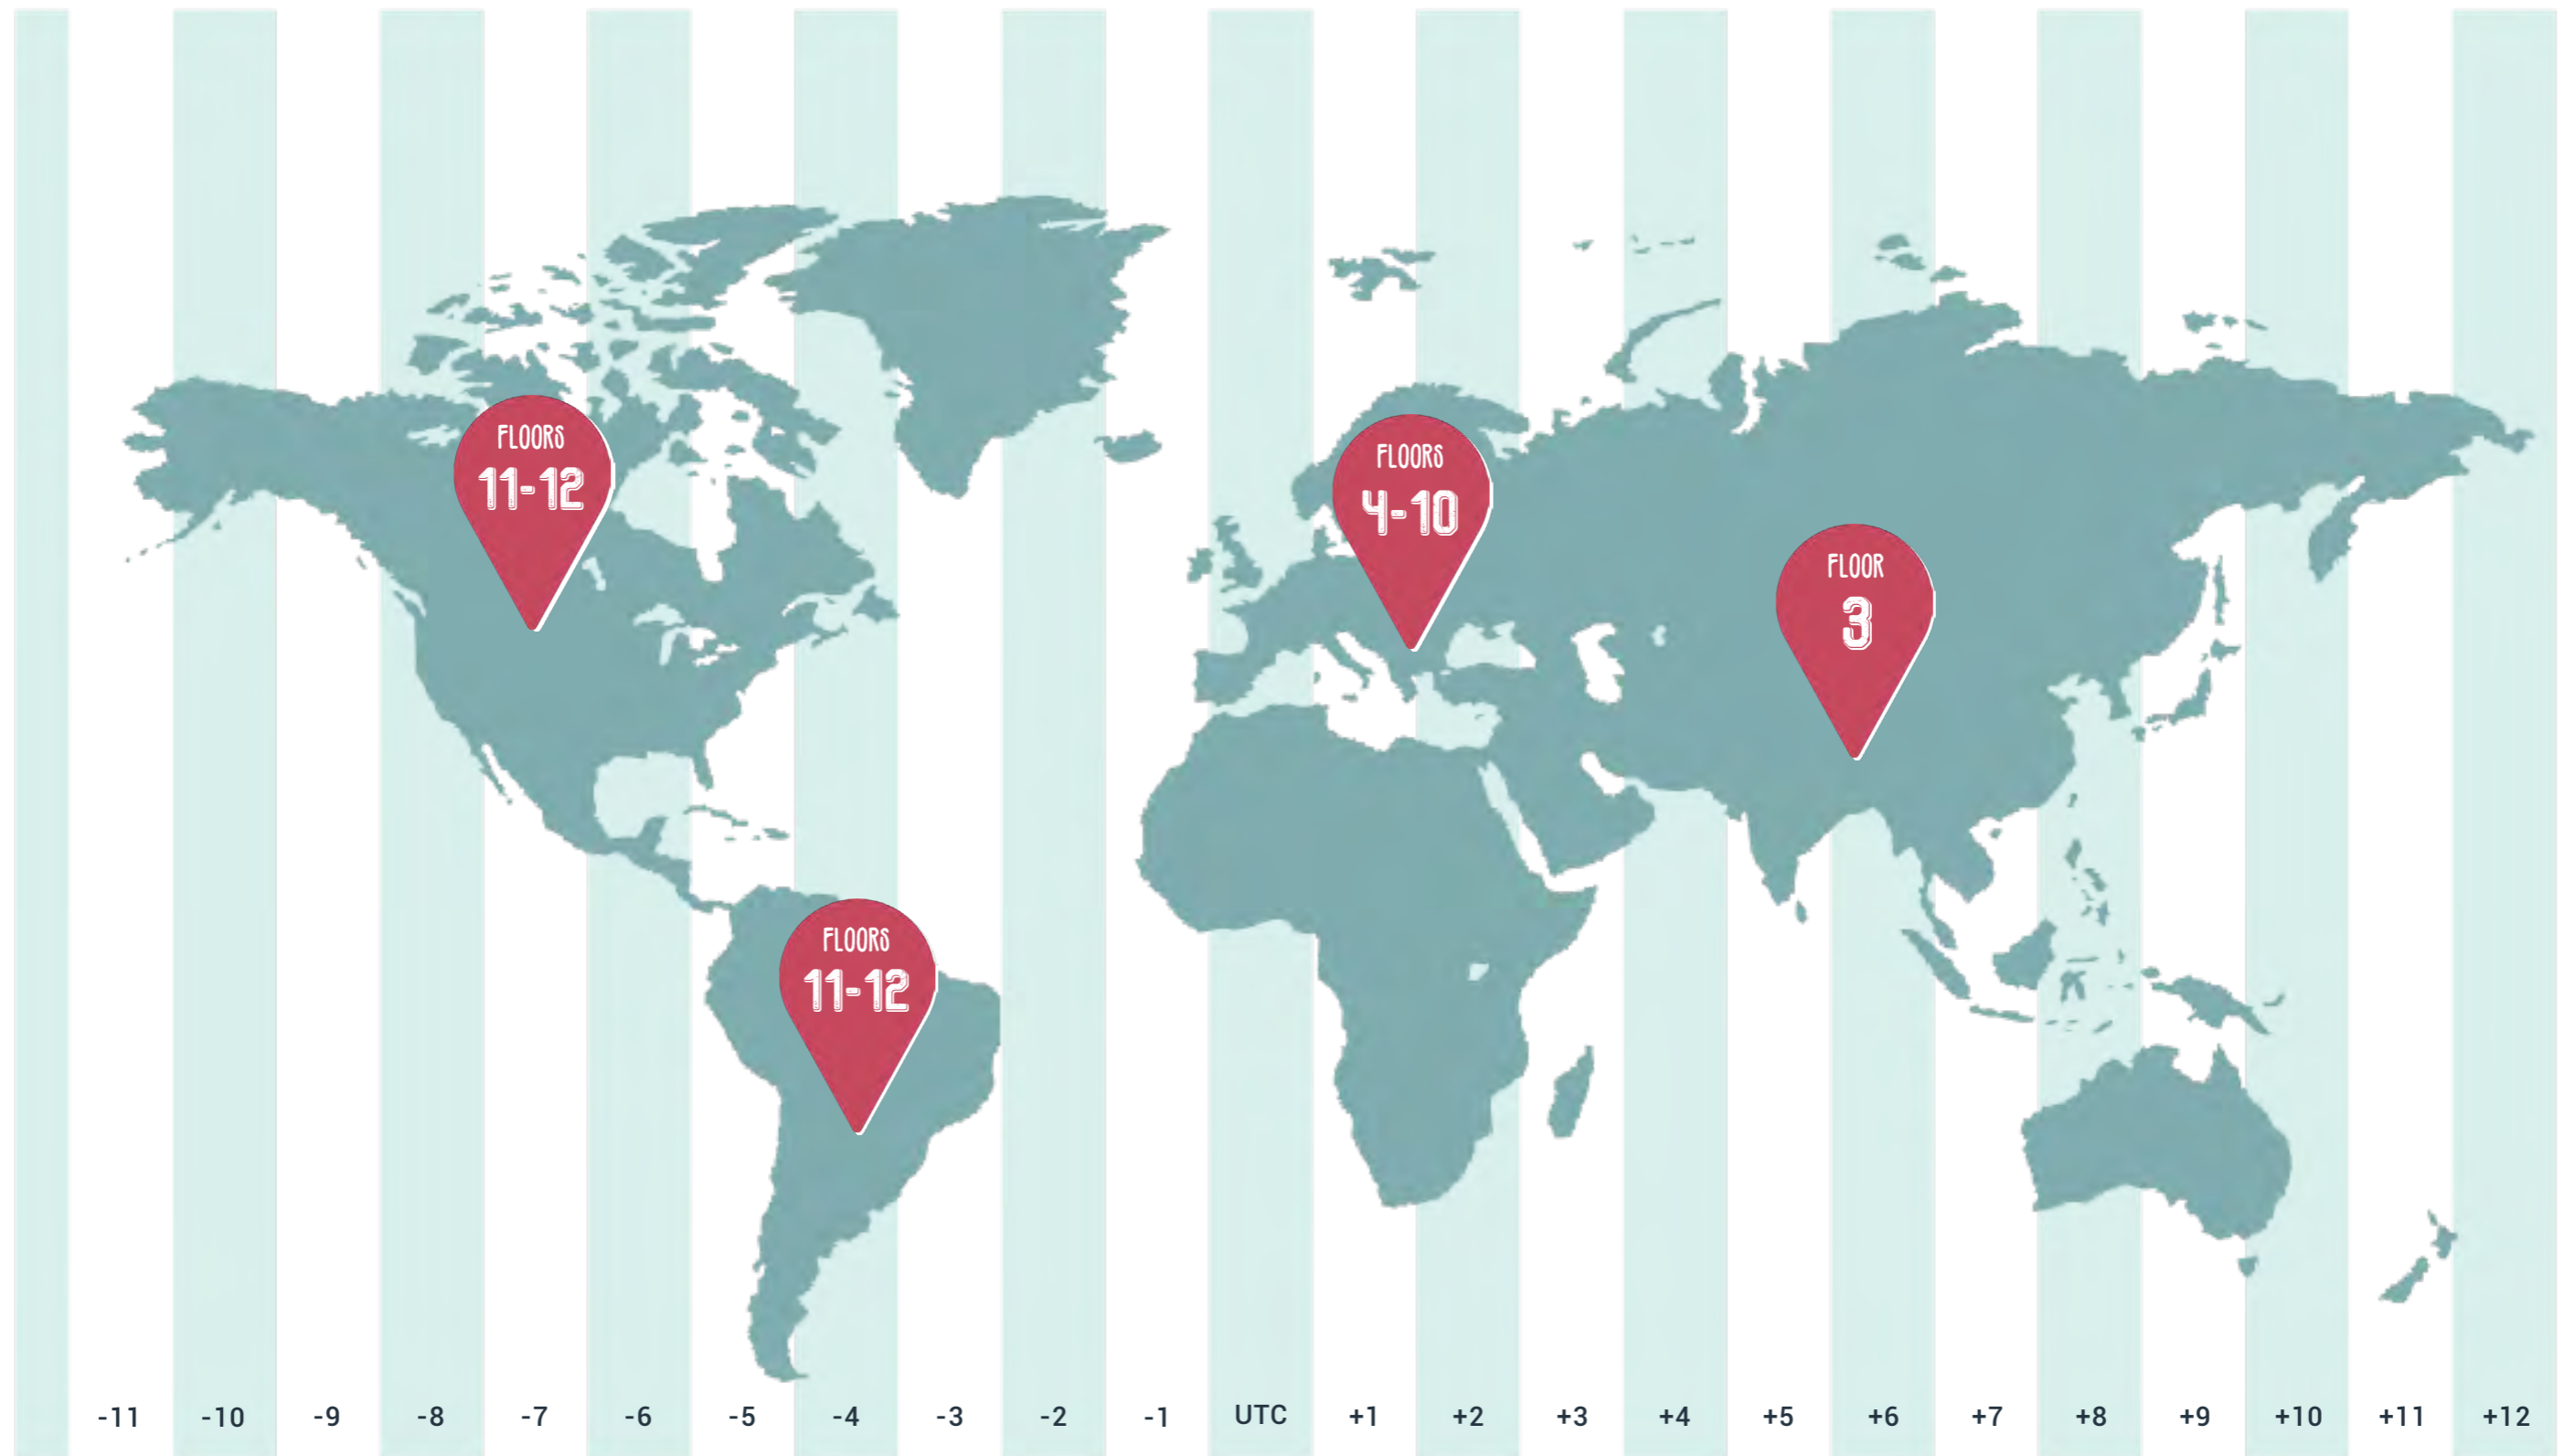 FLOORS
11-12
FLOORS
4-10
FLOOR
3
FLOORS
11-12
-11 -10 -9 -8 -7 -6 -5 -4 -3 -2 -1 UTC +1 +2 +3 +4 +5 +6 +7 +8 +9 +10 +11 +12